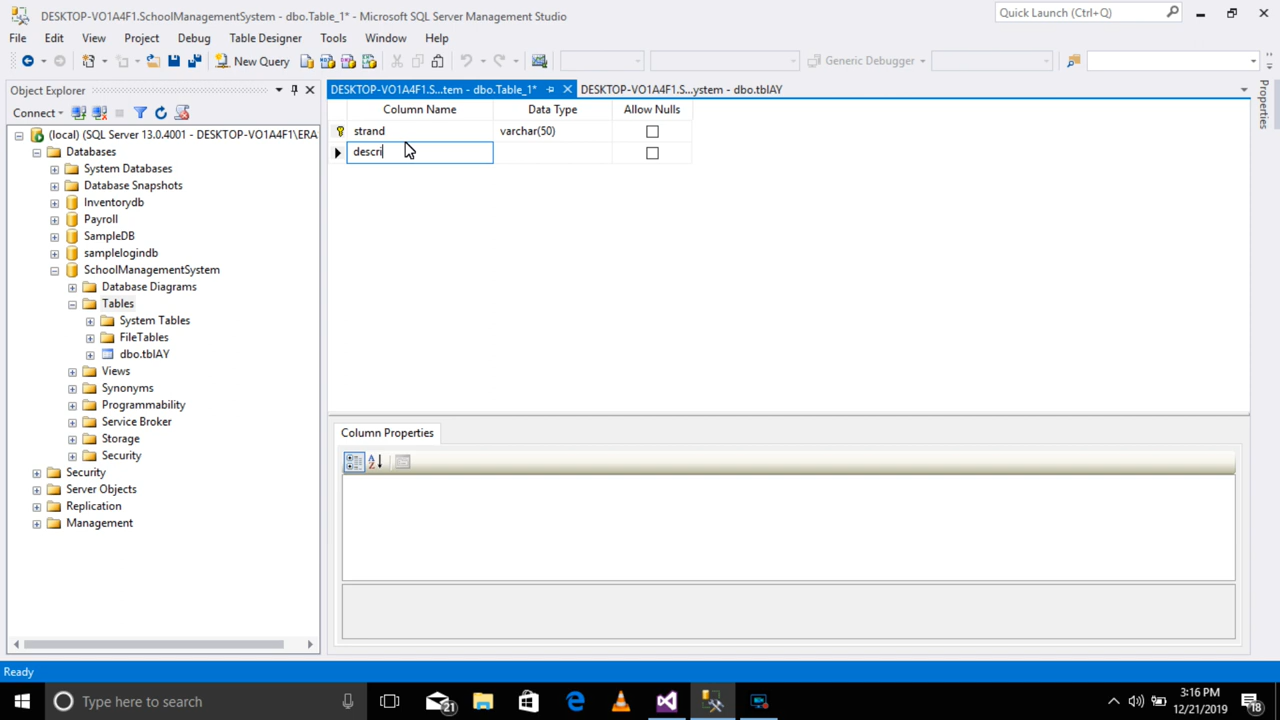 DESKTOP-VO1A4F1.SchoolManagementSystem - dbo.Table_1* - Microsoft SQL Server Management Studio
Quick Launch (Ctrl+Q)
File Edit View Project Debug Table Designer Tools Window Help
New Query
Generic Debugger
Object Explorer
DESKTOP-VO1A4F1.S...tem - dbo.Table_1*
DESKTOP-VO1A4F1.S...ystem - dbo.tblAY
Properties
Connect
Column Name Data Type Allow Nulls
strand varchar(50)
descri
(local) (SQL Server 13.0.4001 - DESKTOP-VO1A4F1\ERA
Databases
System Databases
Database Snapshots
Inventorydb
Payroll
SampleDB
samplelogindb
SchoolManagementSystem
Database Diagrams
Tables
System Tables
FileTables
dbo.tblAY
Views
Synonyms
Programmability
Service Broker
Storage
Security
Security
Server Objects
Replication
Management
Column Properties
A
Z
Ready
Type here to search
21
3:16 PM
12/21/2019
18